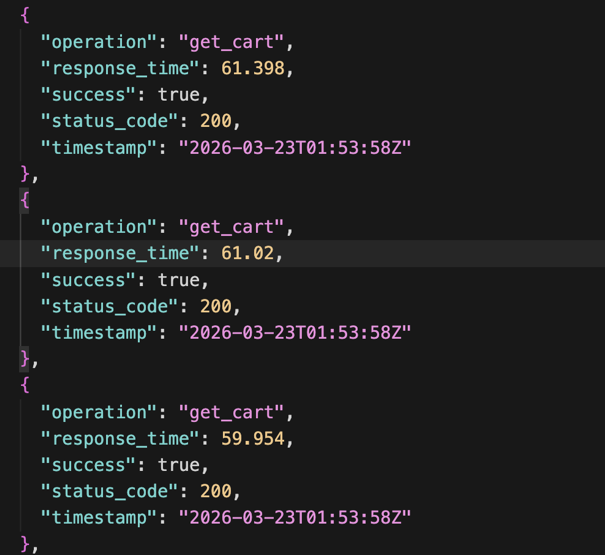 {
"operation": "get_cart",
"response_time": 61.398,
"success": true,
"status_code": 200,
"timestamp": "2026-03-23T01:53:58Z"
},
{
"operation": "get_cart",
"response_time": 61.02,
"success": true,
"status_code": 200,
"timestamp": "2026-03-23T01:53:58Z"
},
{
"operation": "get_cart",
"response_time": 59.954,
"success": true,
"status_code": 200,
"timestamp": "2026-03-23T01:53:58Z"
},